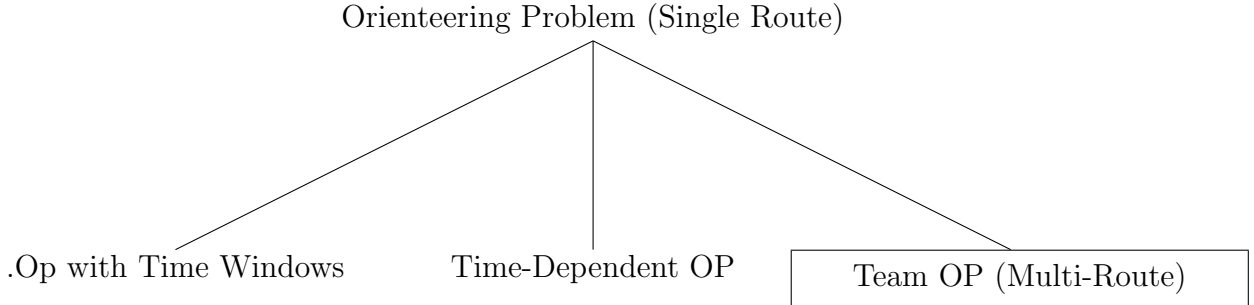 Orienteering Problem (Single Route)
.Op with Time Windows
Time-Dependent OP
Team OP (Multi-Route)